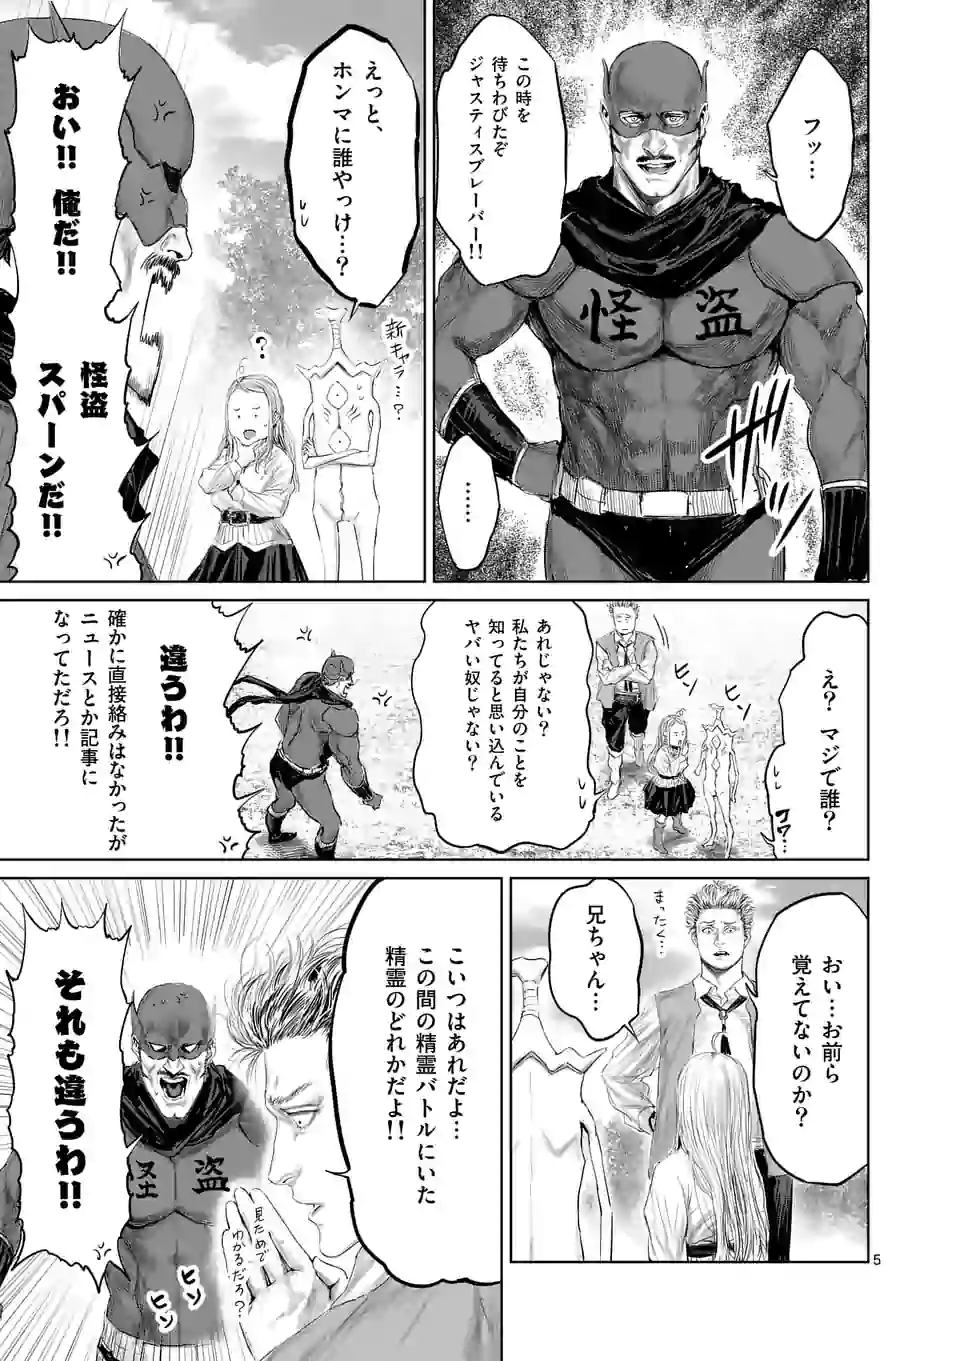 フッ…
この時を
待ちわびたぞ
ジャスティスブレーバー!!
怪盗
ガギッ
……
えっと、
ホンマに誰やっけ…?
新キャラ…?
?
おい!! 俺だ!!
怪盗
スパーンだ!!
え? マジで誰?
コワ…
ヒソ
ヒソ
あれじゃない?
私たちが自分のことを
知ってると思い込んでいる
ヤバい奴じゃない?
違うわ!!
確かに直接絡みはなかったが
ニュースとか記事に
なってただろ!!
おい…お前ら
覚えてないのか?
まったく…
兄ちゃん…
こいつはあれだよ…
この間の精霊バトルにいた
精霊のどれかだよ!!
見ためで
わかるだろ?
怪盗
ヒソ
ヒソ
それも違うわ!!
5